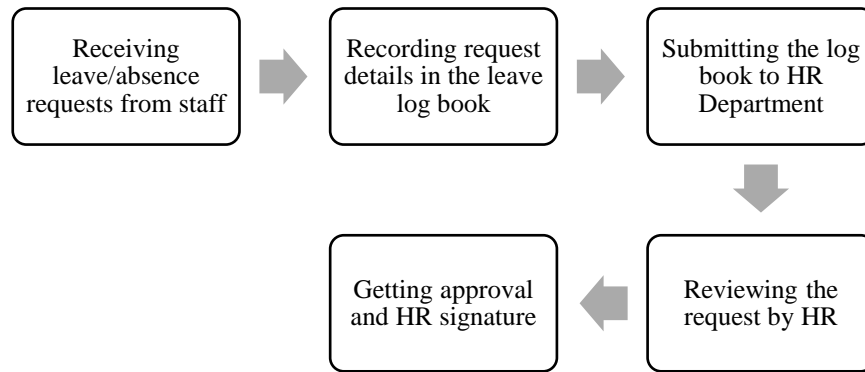 Receiving
leave/absence
requests from staff
Recording request
details in the leave
log book
Submitting the log
book to HR
Department
Reviewing the
request by HR
Getting approval
and HR signature